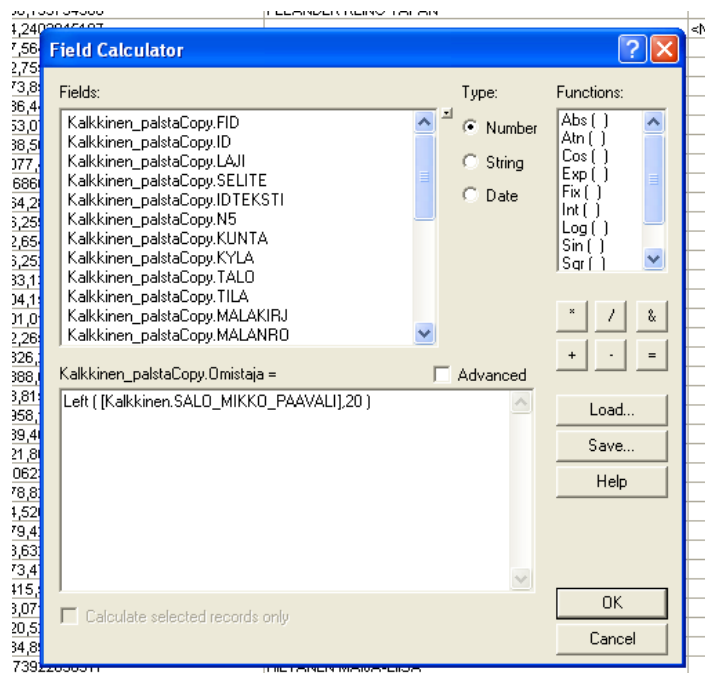 Field Calculator
Fields:
Type:
Functions:
Kalkkinen_palstaCopy.FID
Kalkkinen_palstaCopy.ID
Kalkkinen_palstaCopy.LAJI
Kalkkinen_palstaCopy.SELITE
Kalkkinen_palstaCopy.IDTEKSTI
Kalkkinen_palstaCopy.N5
Kalkkinen_palstaCopy.KUNTA
Kalkkinen_palstaCopy.KYLA
Kalkkinen_palstaCopy.TALO
Kalkkinen_palstaCopy.TILA
Kalkkinen_palstaCopy.MALAKIRJ
Kalkkinen_palstaCopy.MALANRO
Number
String
Date
Abs ( )
Atn ( )
Cos ( )
Exp ( )
Fix ( )
Int ( )
Log ( )
Sin ( )
Sqr ( )
* / &
+ - =
Kalkkinen_palstaCopy.Omistaja =
Advanced
Left ( [Kalkkinen.SALO_MIKKO_PAAVALI],20 )
Load...
Save...
Help
Calculate selected records only
OK
Cancel